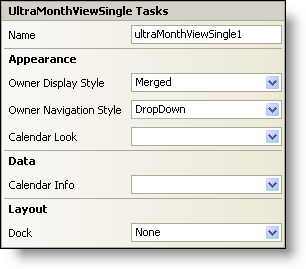 UltraMonthViewSingle Tasks
Name ultraMonthViewSingle1
Appearance
Owner Display Style Merged
Owner Navigation Style DropDown
Calendar Look
Data
Calendar Info
Layout
Dock None